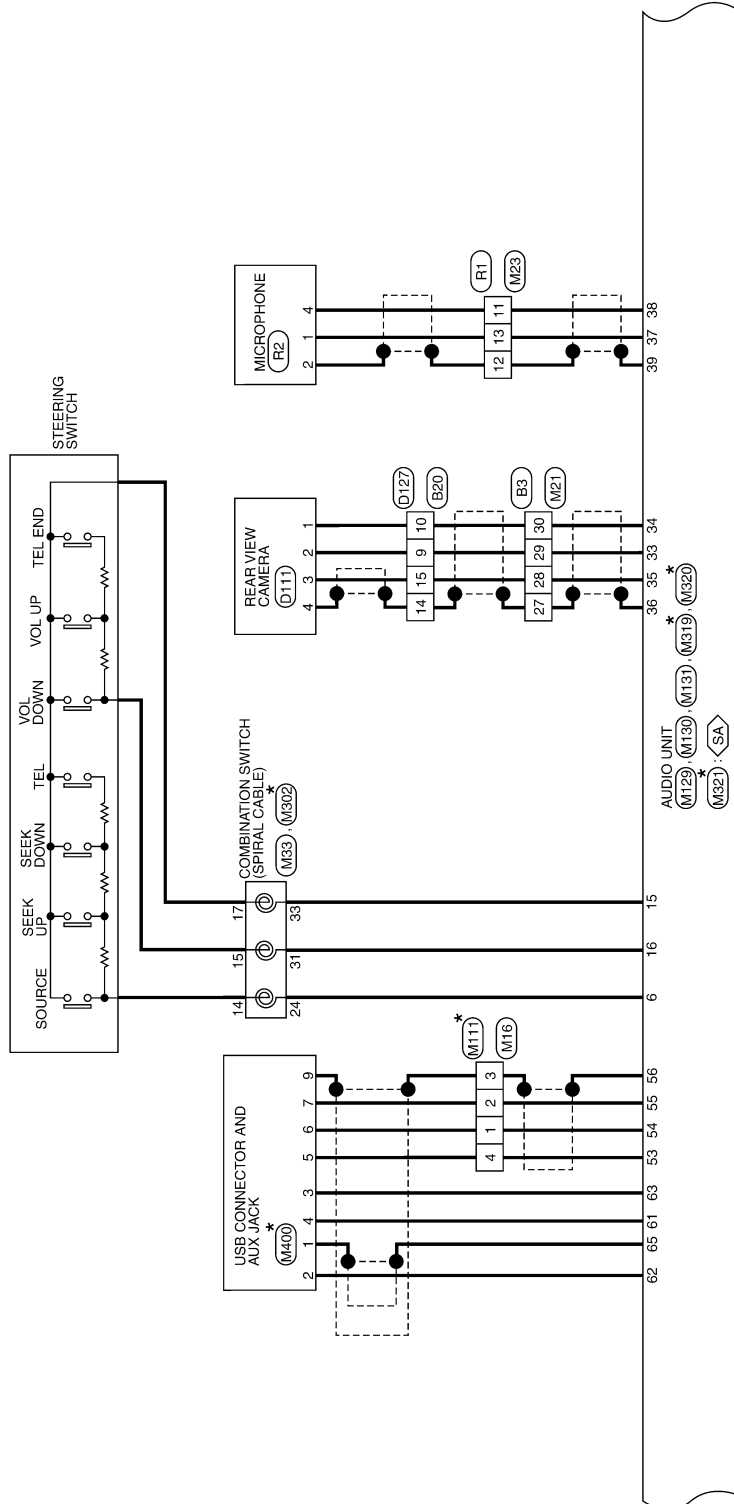 STEERING
SWITCH
SOURCE
SEEK
UP
SEEK
DOWN
TEL
VOL
DOWN
VOL UP
TEL END
COMBINATION SWITCH
(SPIRAL CABLE)
M33 , M302 *
14 15 17
24 31 33
USB CONNECTOR AND
AUX JACK
M400 *
2 1 4 3 5 6 7 9
M111 *
M16
4 1 2 3
REAR VIEW
CAMERA
D111
4 3 2 1
D127
B20
14 15 9 10
B3
M21
27 28 29 30
MICROPHONE
R2
2 1 4
R1
M23
12 13 11
62 65 61 63 53 54 55 56 6 16 15 36 35 33 34 39 37 38
AUDIO UNIT
M129 , M130 , M131 , M319 * , M320 *
M321 * : SA